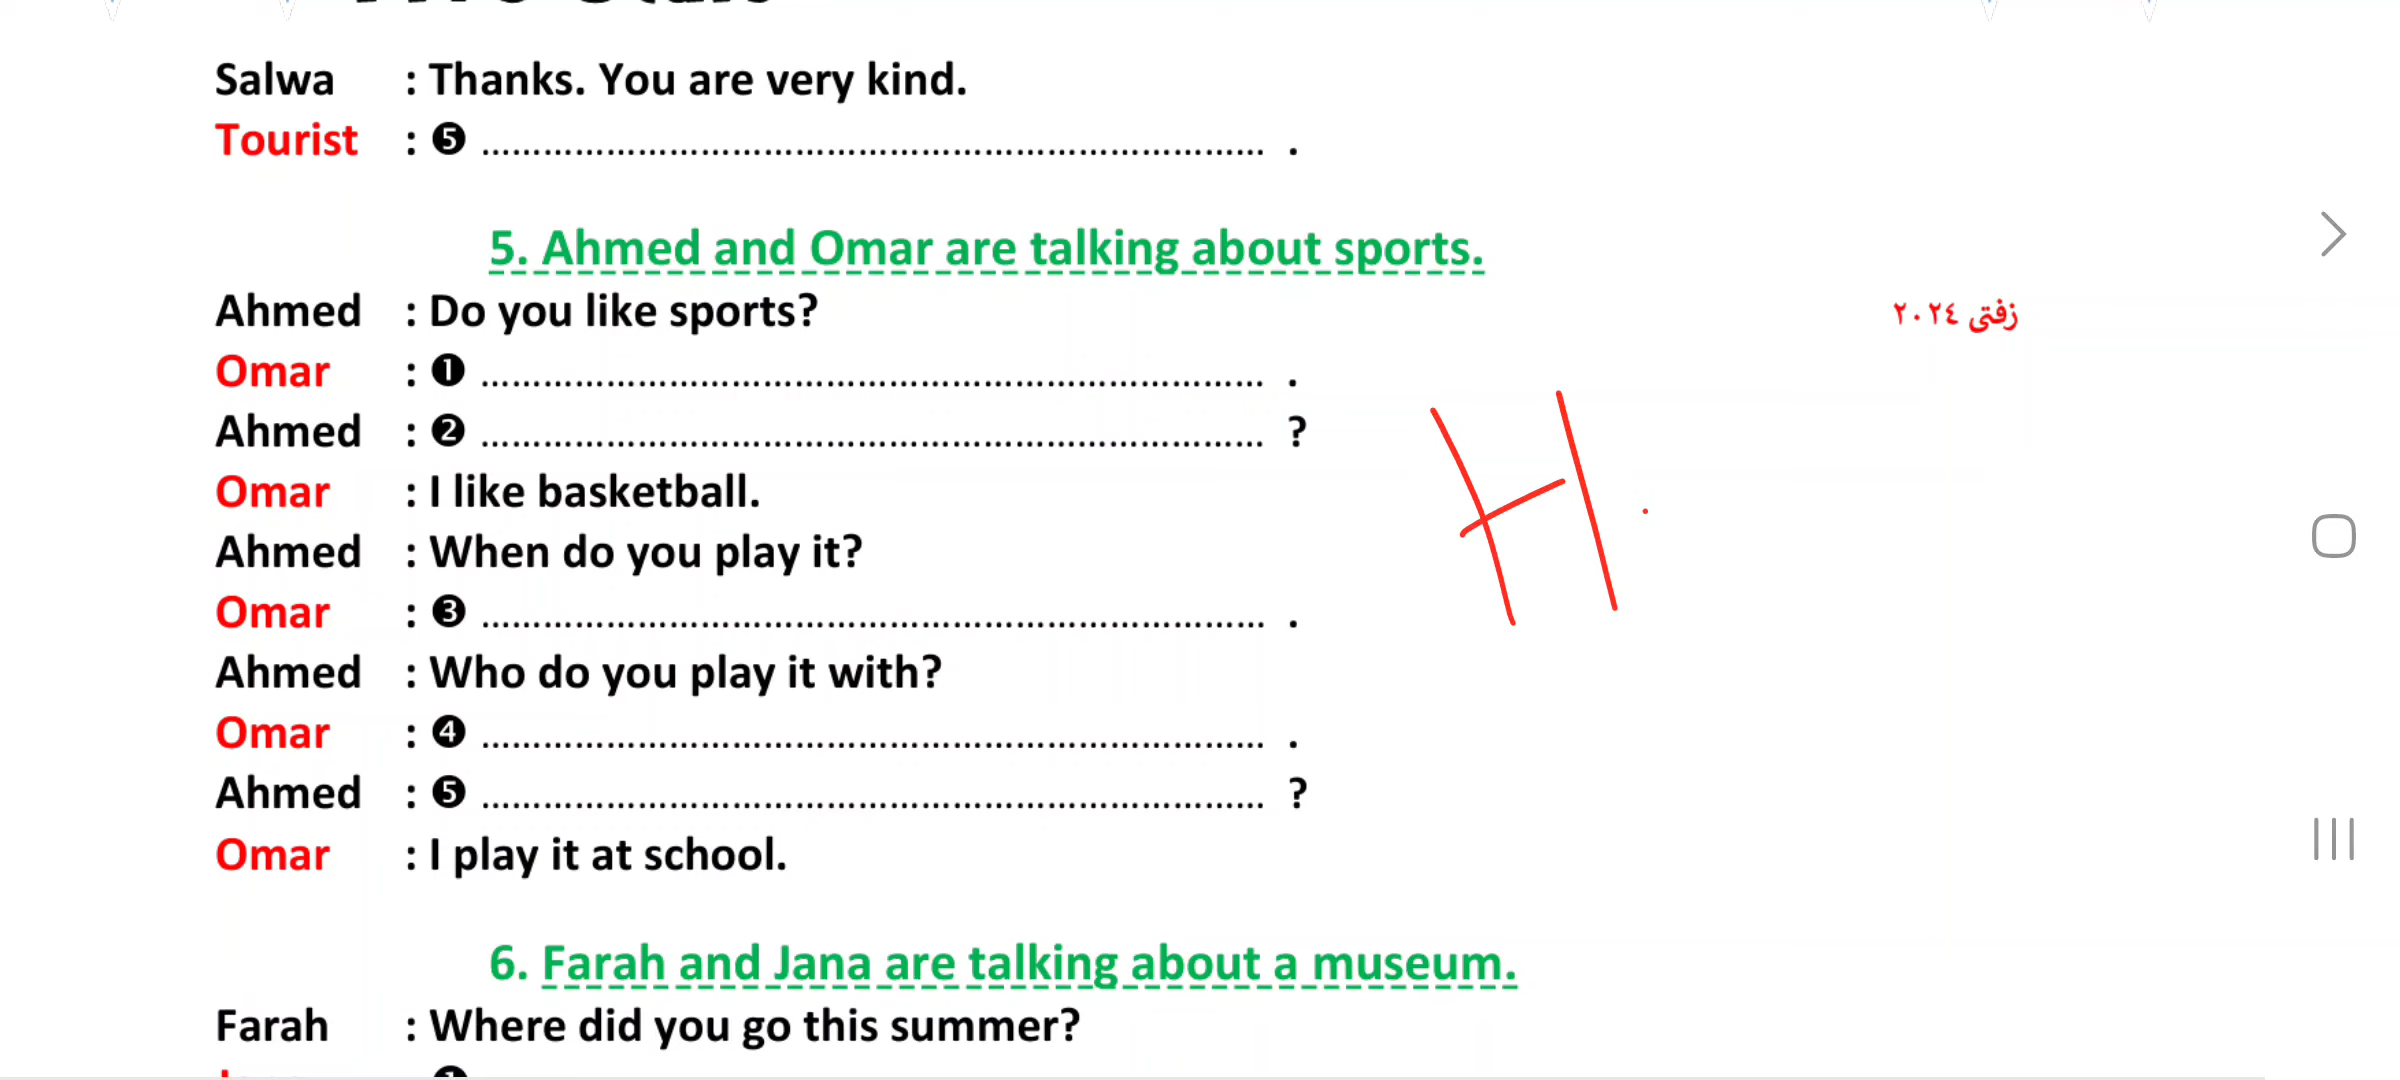 Salwa : Thanks. You are very kind.
Tourist : ❺ ........................................................................ .
5. Ahmed and Omar are talking about sports.
Ahmed : Do you like sports?
زفتى ٢٠٢٤
Omar : ❶ ........................................................................ .
Ahmed : ❷ ........................................................................ ?
Omar : I like basketball.
H.
Ahmed : When do you play it?
Omar : ❸ ........................................................................ .
Ahmed : Who do you play it with?
Omar : ❹ ........................................................................ .
Ahmed : ❺ ........................................................................ ?
Omar : I play it at school.
6. Farah and Jana are talking about a museum.
Farah : Where did you go this summer?